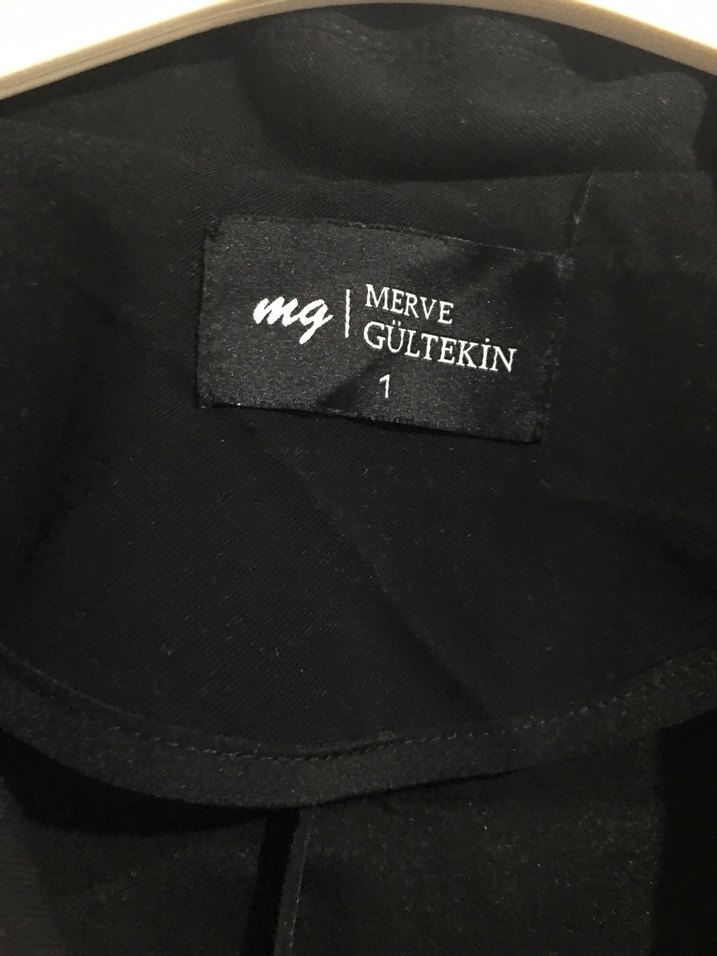 mg | MERVE
GÜLTEKİN
1